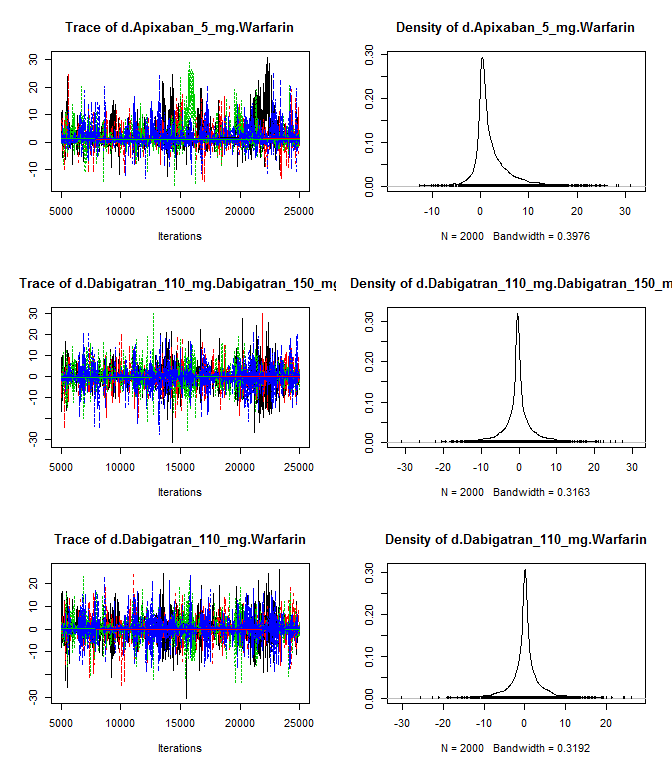 Trace of d.Apixaban_5_mg.Warfarin
Density of d.Apixaban_5_mg.Warfarin
30
20
10
0
-10
5000 10000 15000 20000 25000
Iterations
0.30
0.20
0.10
0.00
-10 0 10 20 30
N = 2000 Bandwidth = 0.3976
Trace of d.Dabigatran_110_mg.Dabigatran_150_mg
Density of d.Dabigatran_110_mg.Dabigatran_150_m
30
20
10
0
-10
-30
5000 10000 15000 20000 25000
Iterations
0.30
0.20
0.10
0.00
-30 -20 -10 0 10 20 30
N = 2000 Bandwidth = 0.3163
Trace of d.Dabigatran_110_mg.Warfarin
Density of d.Dabigatran_110_mg.Warfarin
20
10
0
-10
-30
5000 10000 15000 20000 25000
Iterations
0.30
0.20
0.10
0.00
-30 -20 -10 0 10 20
N = 2000 Bandwidth = 0.3192